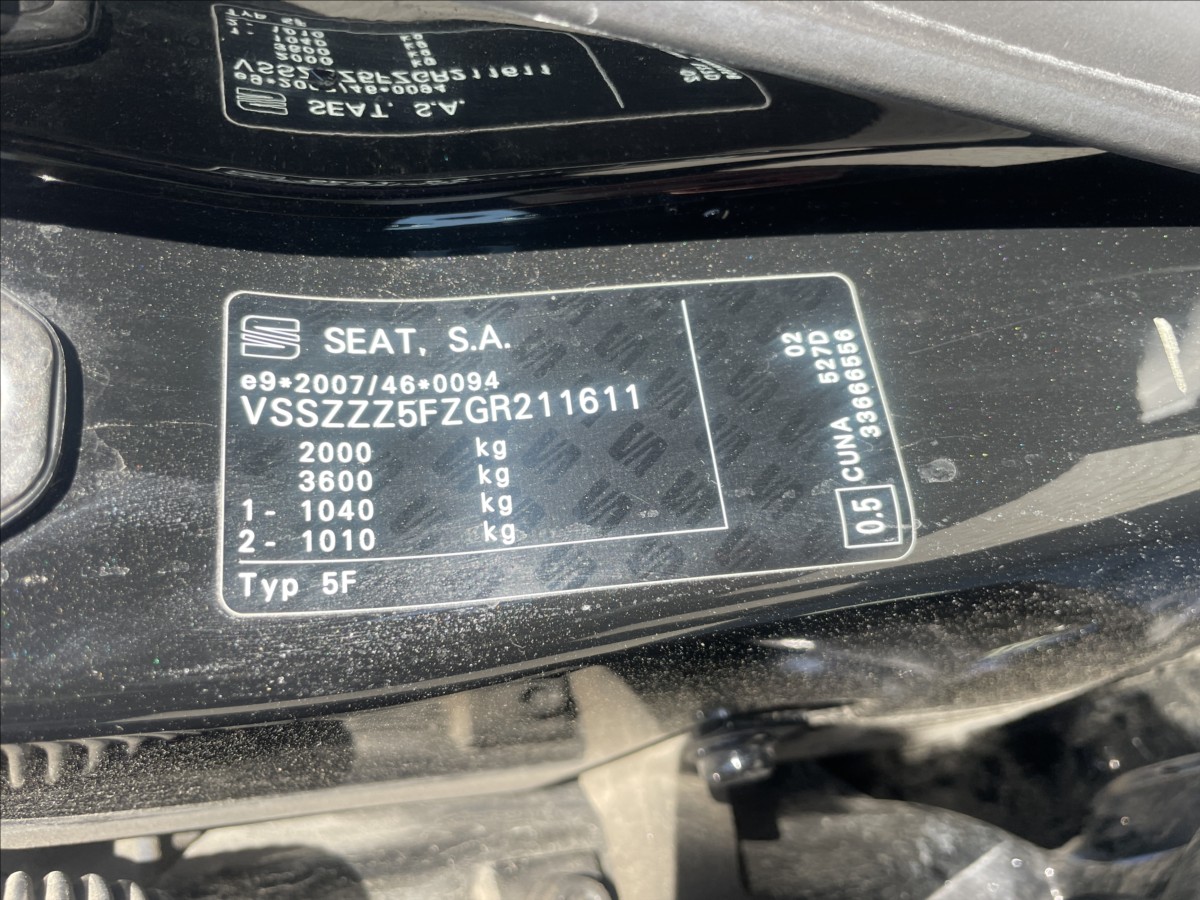 SEAT, S.A.
e9*2007/46*0094
VSSZZZ5FZGR211611
2000 kg
3600 kg
1- 1040 kg
2- 1010 kg
Typ 5F
02
527D
CUNA 33666556
0.5